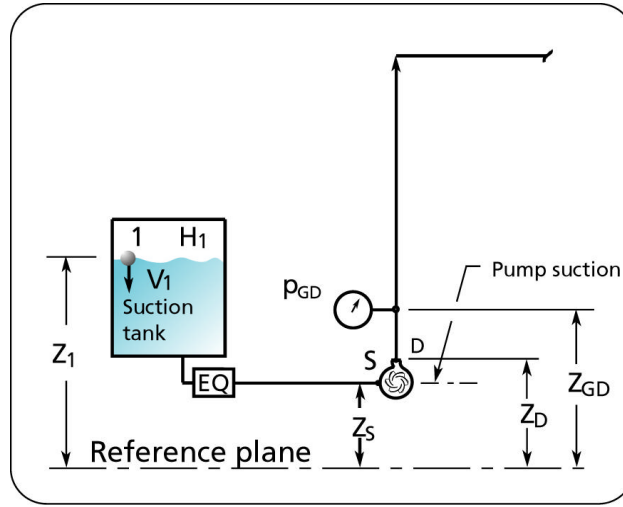 1 H1
V1
Suction
tank
Z1
EQ
Reference plane
pGD
S
D
ZS
Pump suction
ZD
ZGD